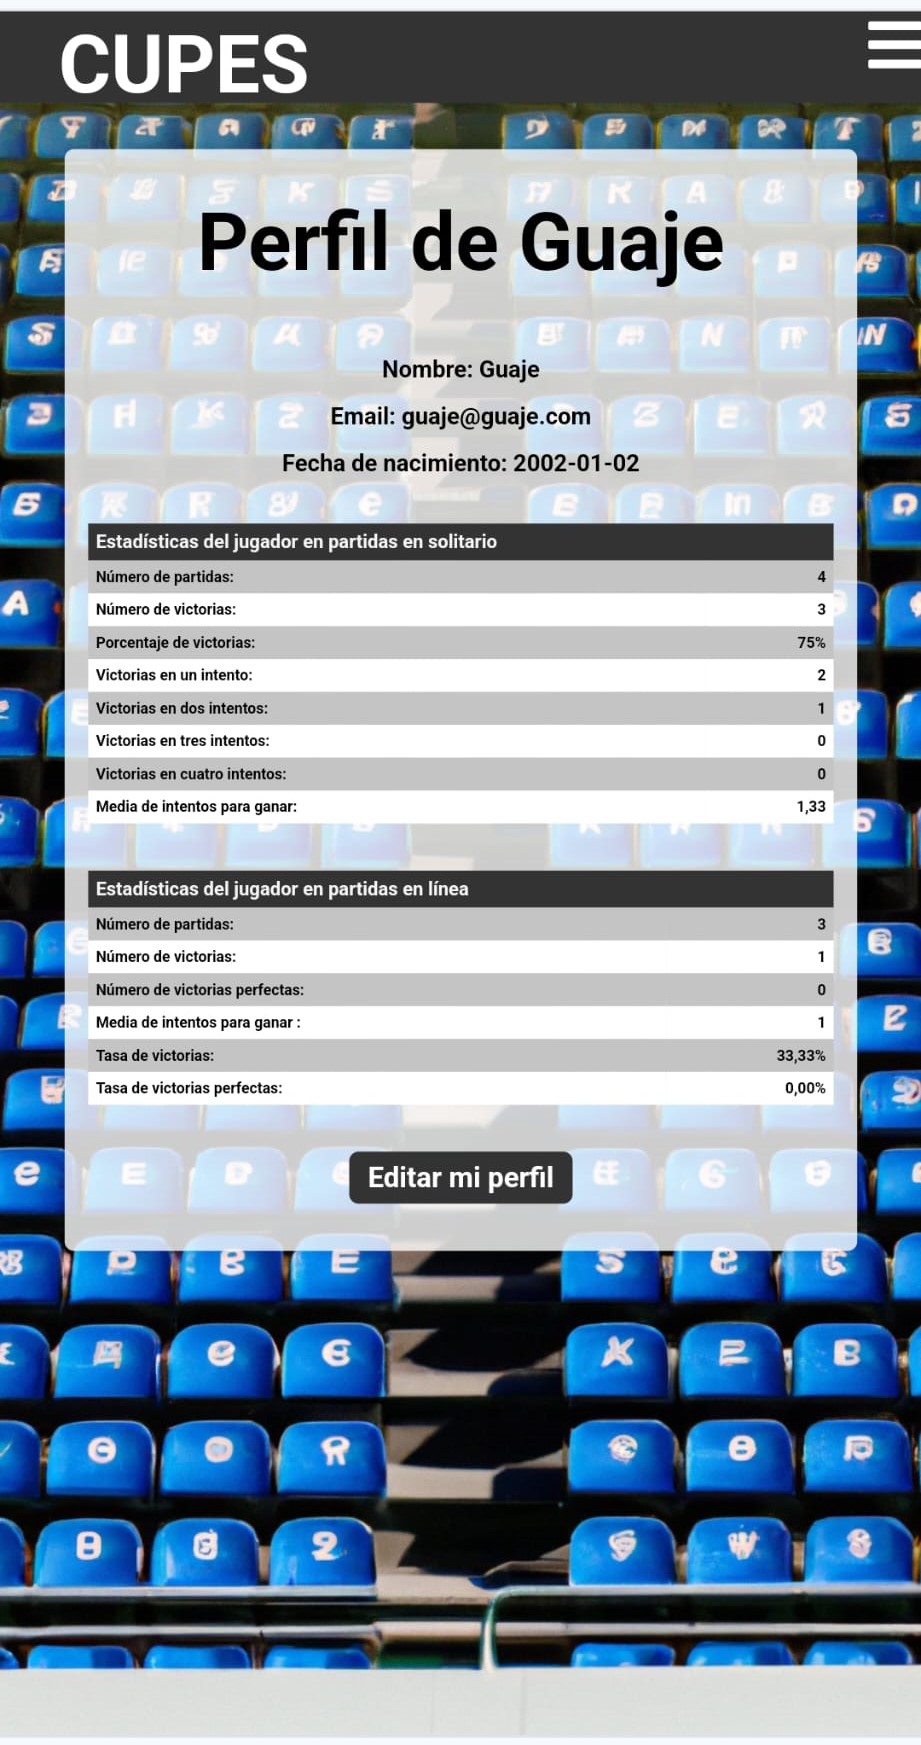 CUPES
Perfil de Guaje
Nombre: Guaje
Email: guaje@guaje.com
Fecha de nacimiento: 2002-01-02
Estadísticas del jugador en partidas en solitario
Número de partidas: 4
Número de victorias: 3
Porcentaje de victorias: 75%
Victorias en un intento: 2
Victorias en dos intentos: 1
Victorias en tres intentos: 0
Victorias en cuatro intentos: 0
Media de intentos para ganar: 1,33
Estadísticas del jugador en partidas en línea
Número de partidas: 3
Número de victorias: 1
Número de victorias perfectas: 0
Media de intentos para ganar : 1
Tasa de victorias: 33,33%
Tasa de victorias perfectas: 0,00%
Editar mi perfil